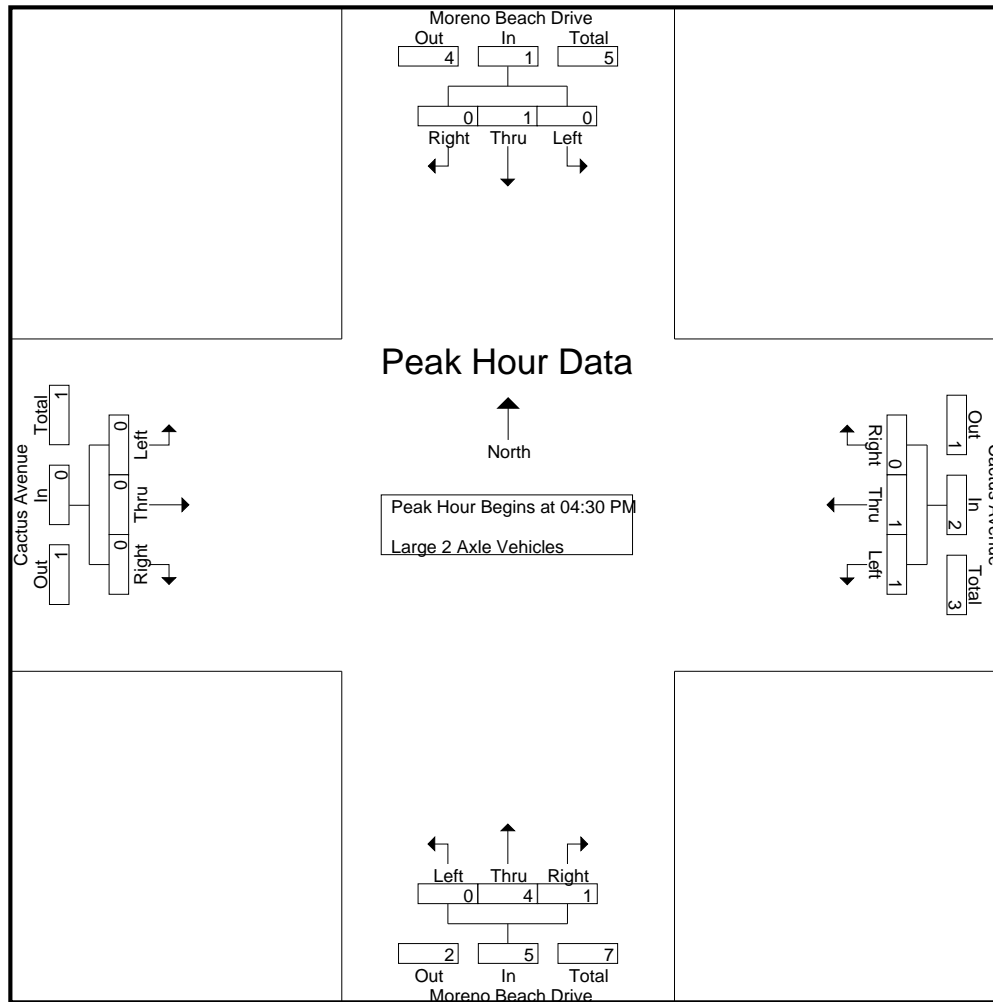 Moreno Beach Drive
Out In Total
4 1 5
0 1 0
Right Thru Left
Peak Hour Data
North
Peak Hour Begins at 04:30 PM
Large 2 Axle Vehicles
Cactus Avenue
Out In Total
1 0 1
Left Thru Right
0 0 0
Cactus Avenue
Out In Total
1 2 3
Right Thru Left
0 1 1
Left Thru Right
0 4 1
2 5 7
Out In Total
Moreno Beach Drive